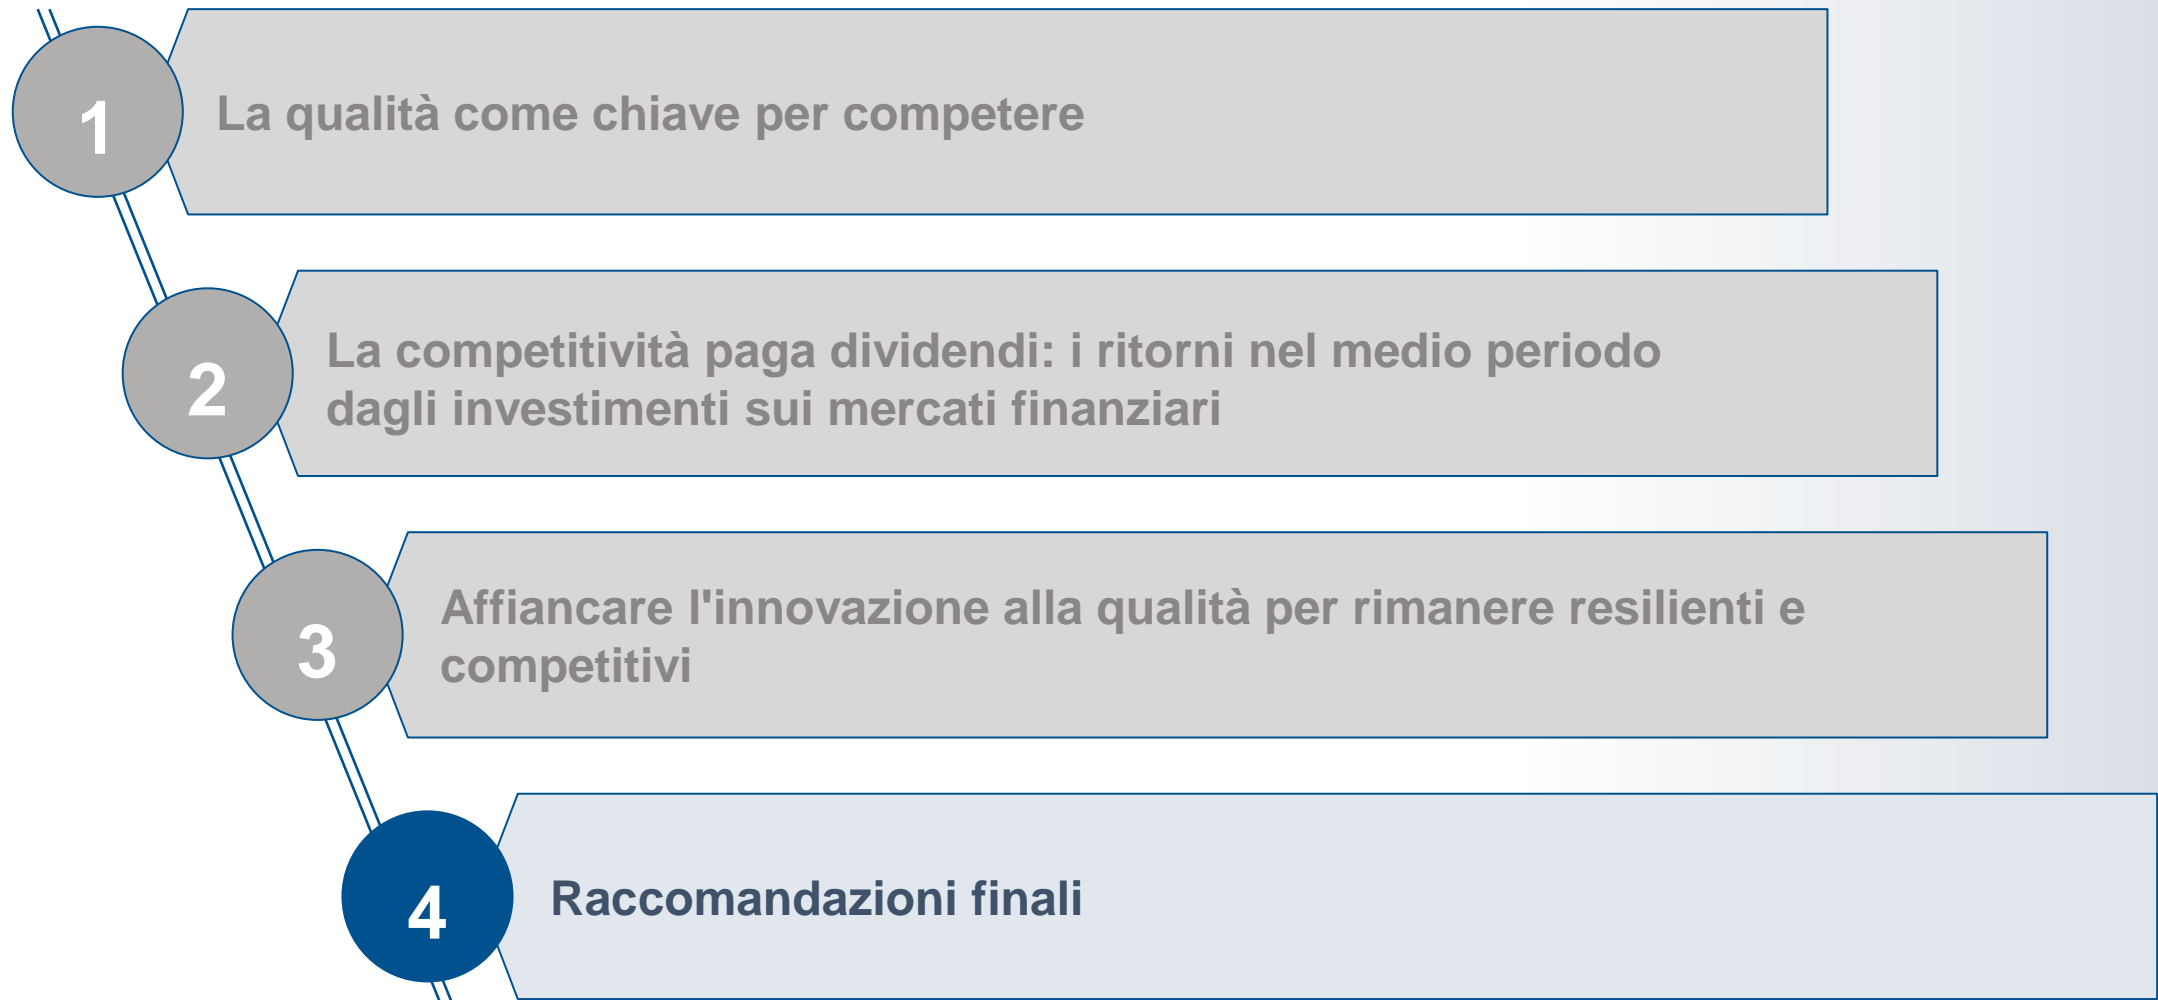 1
La qualità come chiave per competere
2
La competitività paga dividendi: i ritorni nel medio periodo
dagli investimenti sui mercati finanziari
3
Affiancare l'innovazione alla qualità per rimanere resilienti e
competitivi
4
Raccomandazioni finali